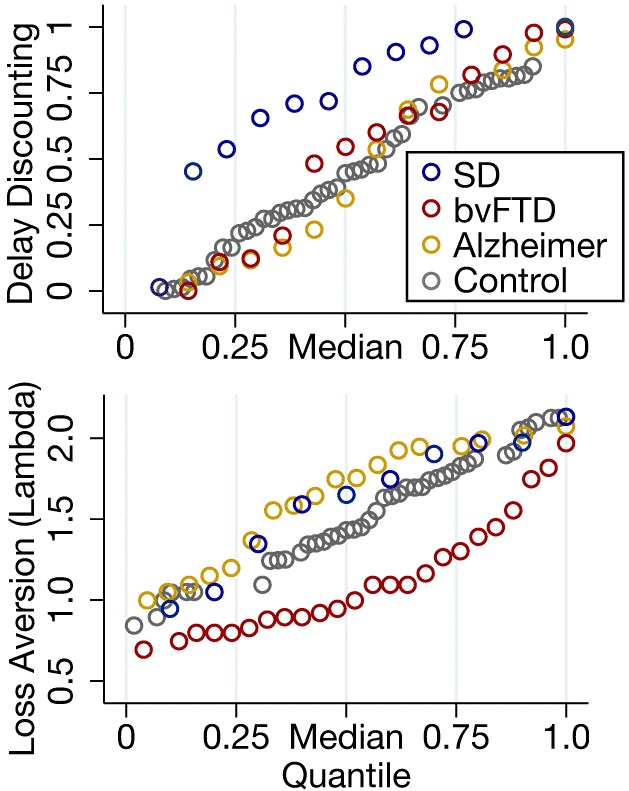 Delay Discounting
1
0.75
0.5
0.25
0
SD
bvFTD
Alzheimer
Control
0 0.25 Median 0.75 1.0
Loss Aversion (Lambda)
2.0
1.5
1.0
0.5
0 0.25 Median 0.75 1.0
Quantile